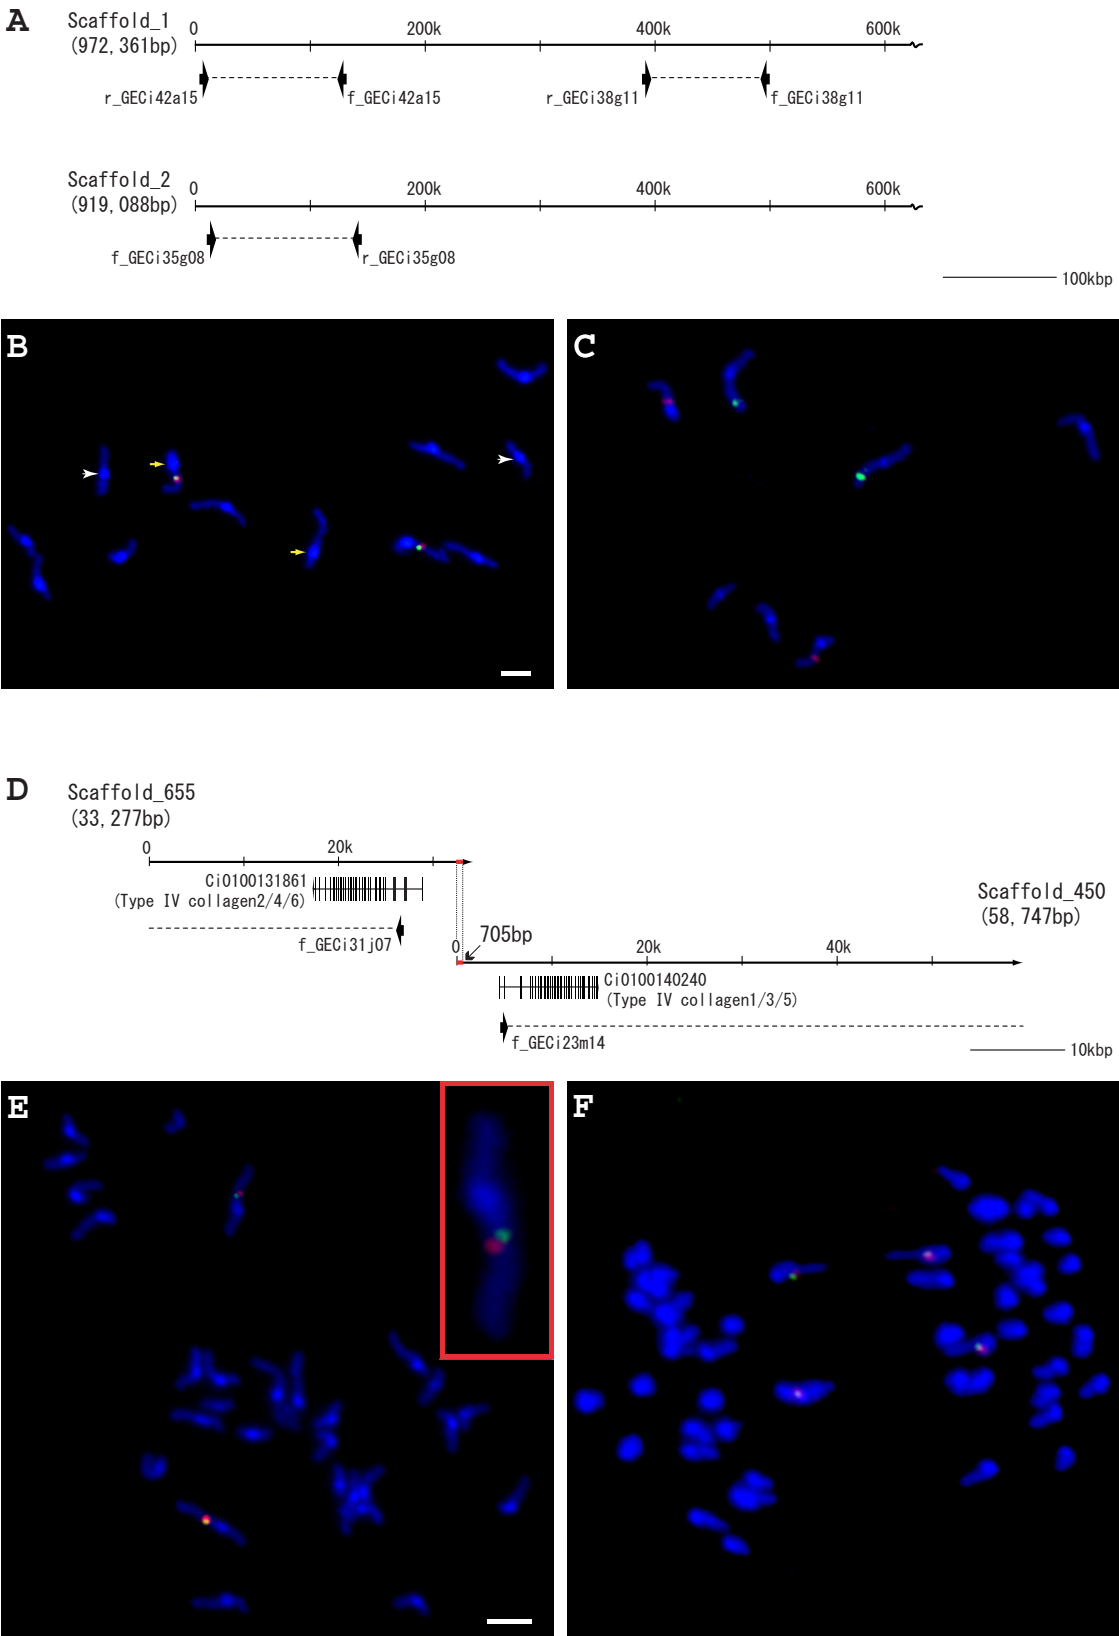 A
Scaffold_1
(972,361bp)
0 200k 400k 600k
r_GECi42a15 f_GECi42a15 r_GECi38g11 f_GECi38g11
Scaffold_2
(919,088bp)
0 200k 400k 600k
f_GECi35g08 r_GECi35g08
100kbp
B
C
D
Scaffold_655
(33,277bp)
0 20k
Ci0100131861
(Type IV collagen2/4/6)
f_GECi31j07
Scaffold_450
(58,747bp)
705bp
0 20k 40k
Ci0100140240
(Type IV collagen1/3/5)
f_GECi23m14
10kbp
E
F